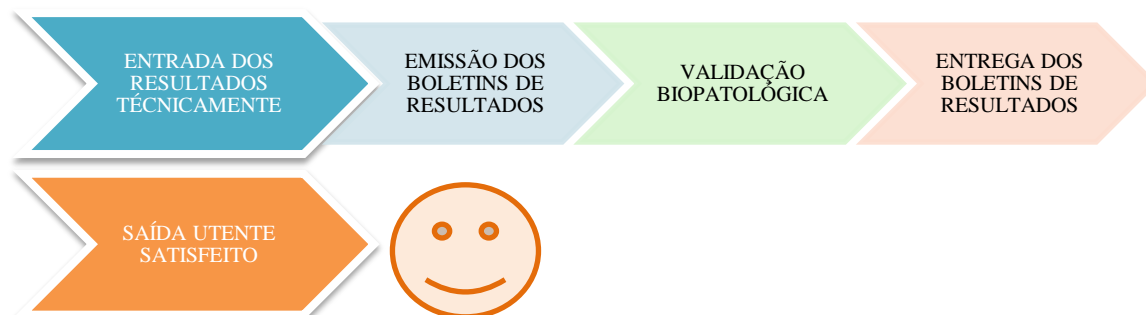 ENTRADA DOS
RESULTADOS
TÉCNICAMENTE
EMISSÃO DOS
BOLETINS DE
RESULTADOS
VALIDAÇÃO
BIOPATOLÓGICA
ENTREGA DOS
BOLETINS DE
RESULTADOS
SAÍDA UTENTE
SATISFEITO